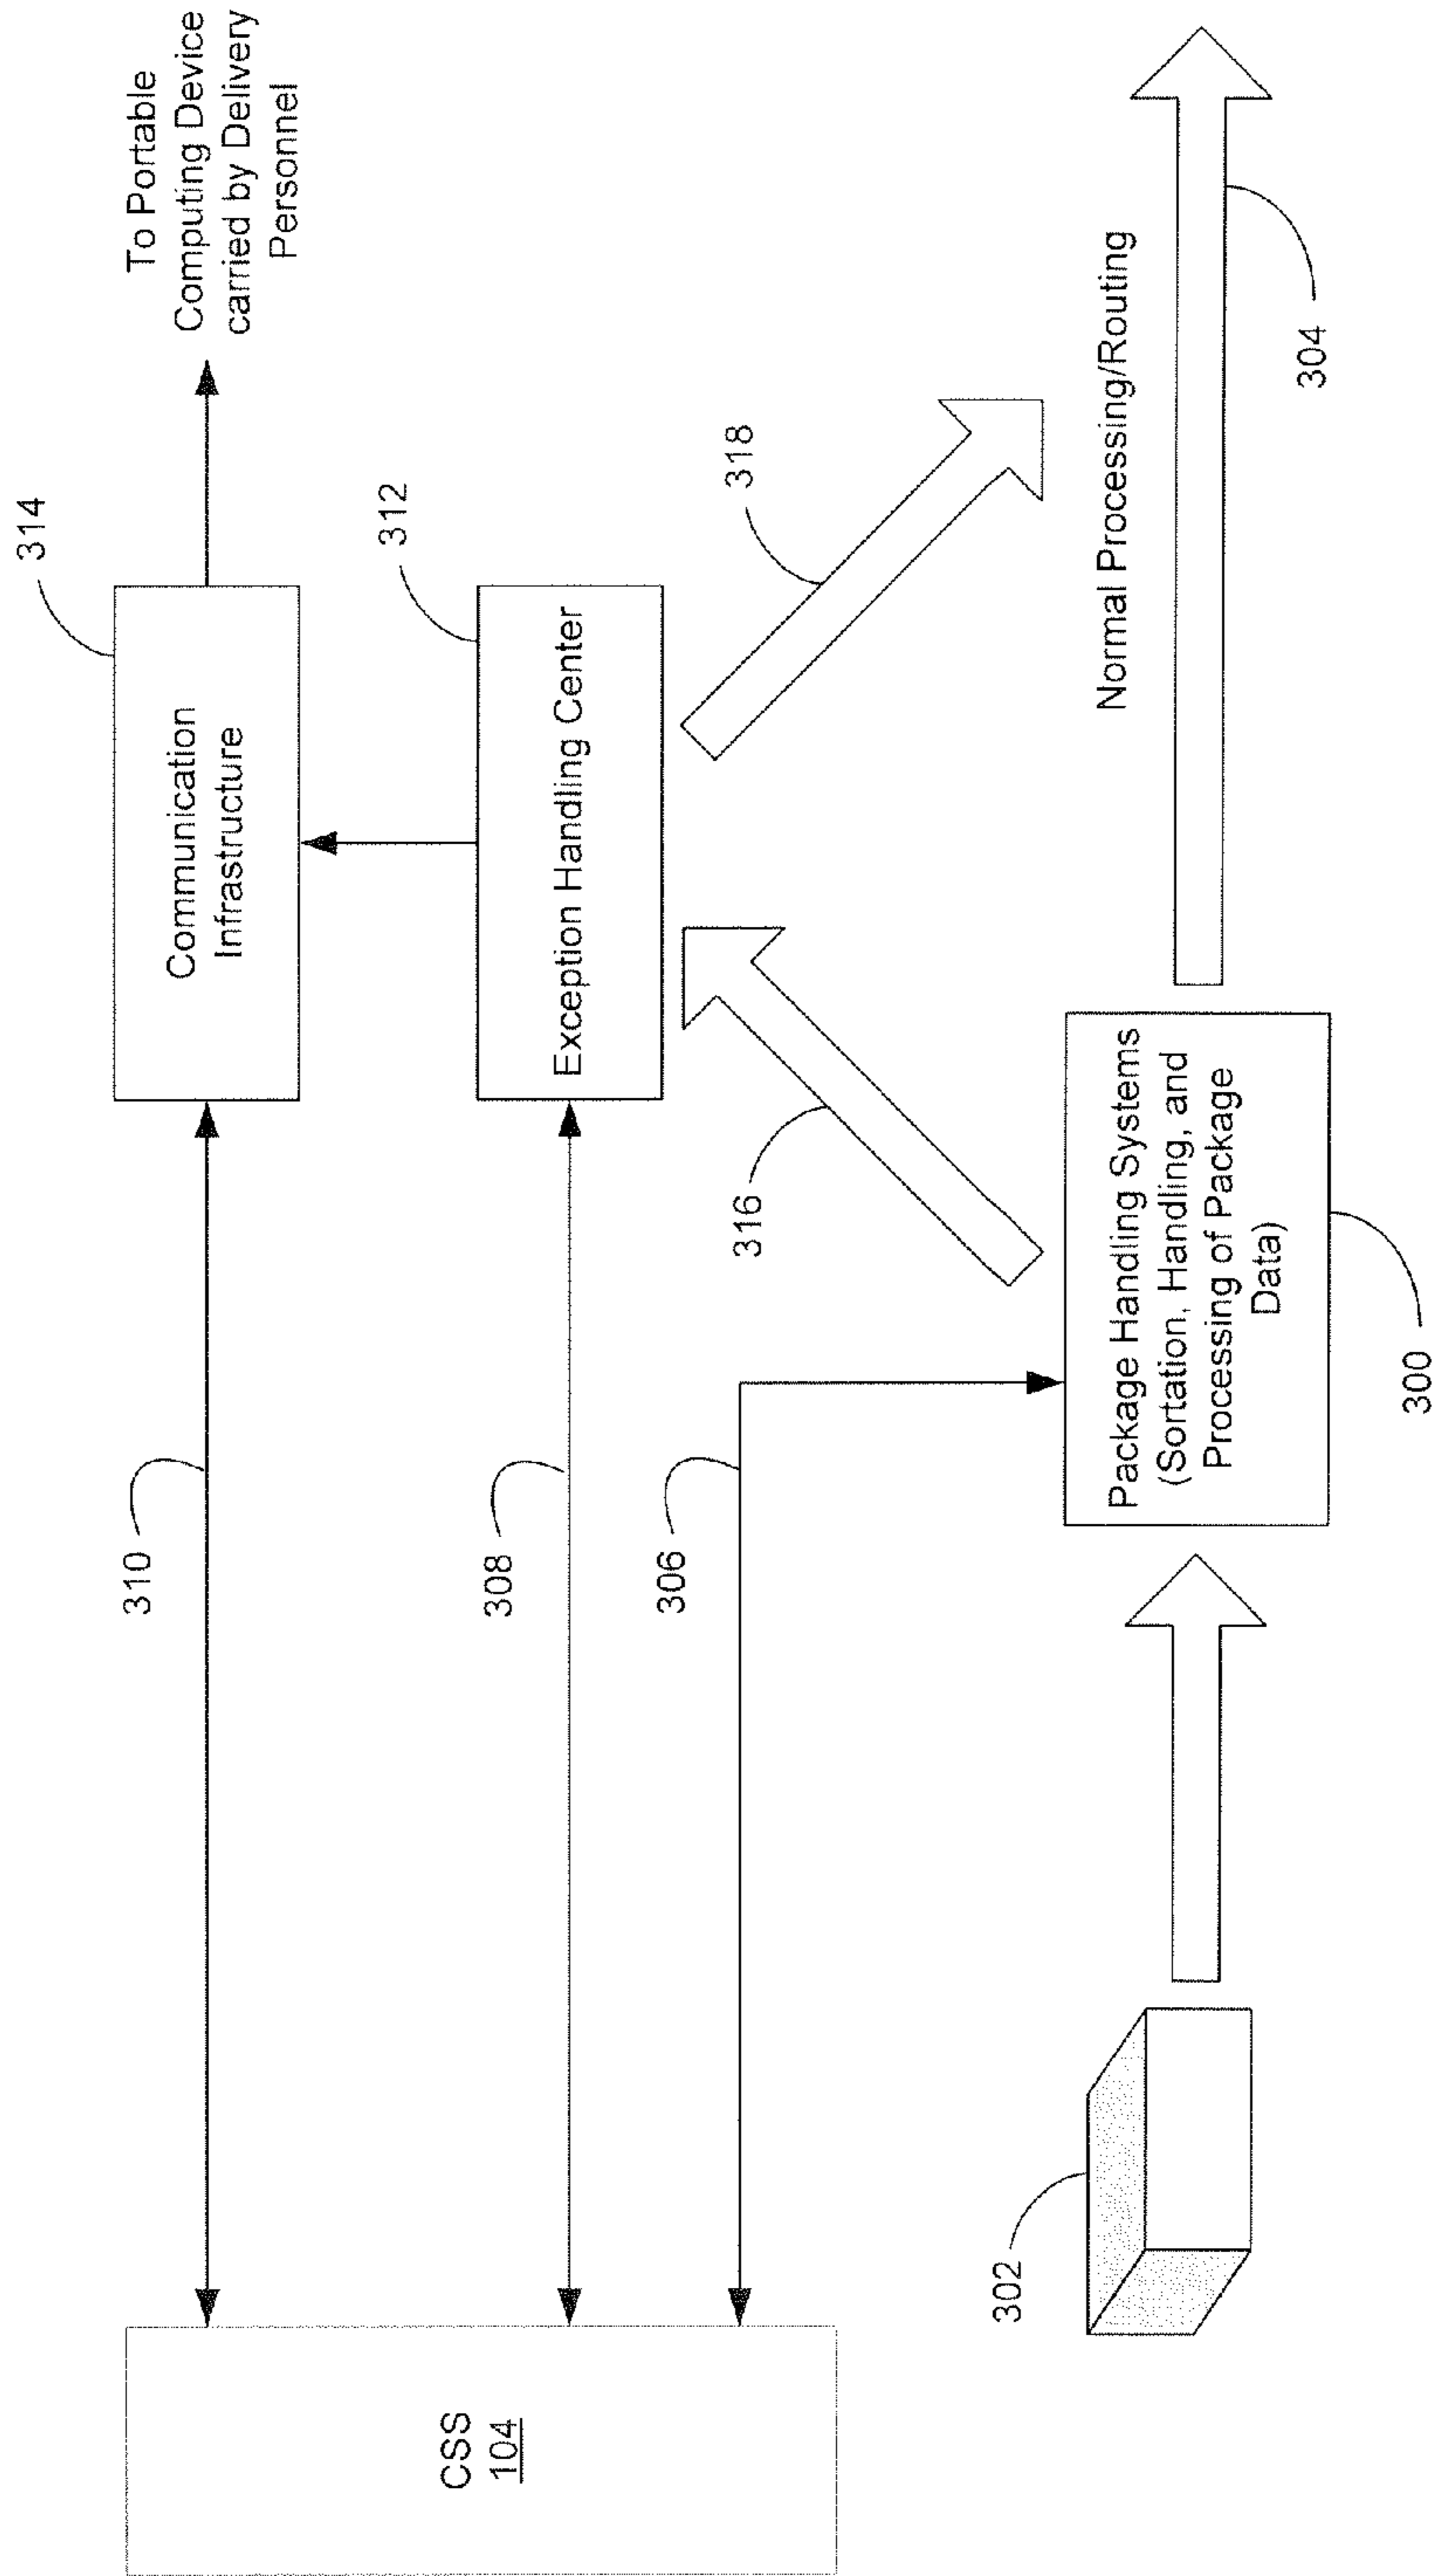 To Portable
Computing Device
carried by Delivery
Personnel
314
Communication
Infrastructure
310
312
Exception Handling Center
308
318
316
306
CSS
104
Normal Processing/Routing
304
Package Handling Systems
(Sortation, Handling, and
Processing of Package
Data)
300
302